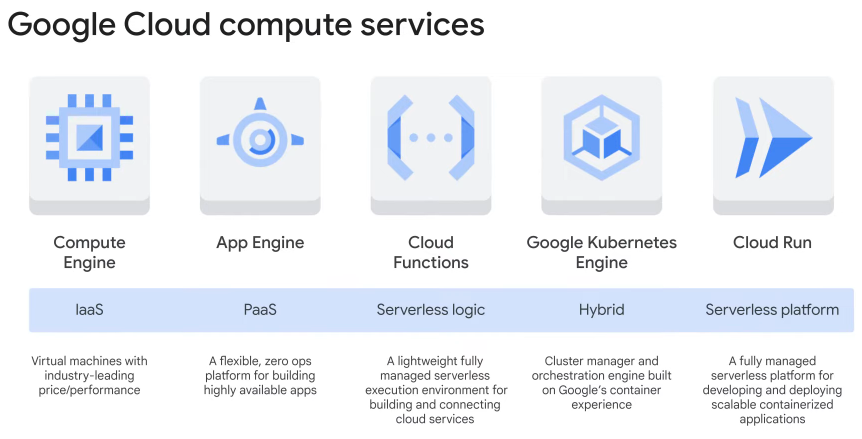 Google Cloud compute services
Compute
Engine
App Engine
Cloud
Functions
Google Kubernetes
Engine
Cloud Run
IaaS
PaaS
Serverless logic
Hybrid
Serverless platform
Virtual machines with
industry-leading
price/performance
A flexible, zero ops
platform for building
highly available apps
A lightweight fully
managed serverless
execution environment for
building and connecting
cloud services
Cluster manager and
orchestration engine built
on Google's container
experience
A fully managed
serverless platform for
developing and deploying
scalable containerized
applications